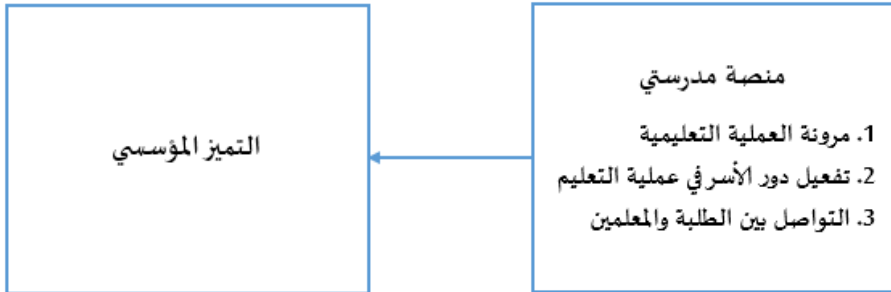 منصة مدرستي
1. مرونة العملية التعليمية
2. تفعيل دور الأسر في عملية التعليم
3. التواصل بين الطلبة والمعلمين
التميز المؤسسي